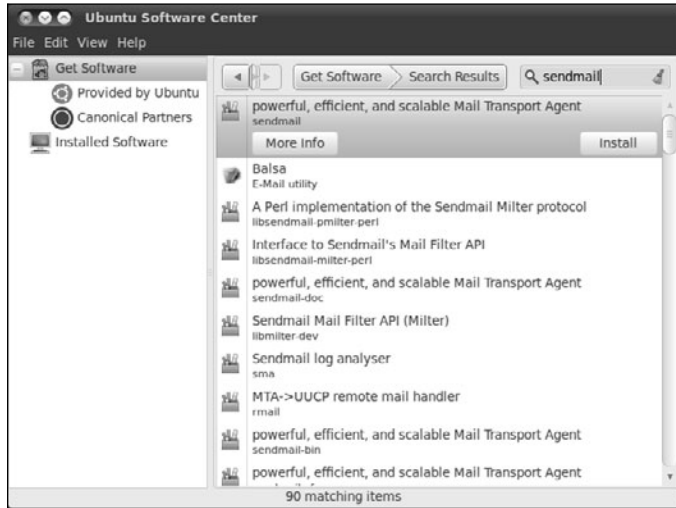 Ubuntu Software Center
File Edit View Help
Get Software
Provided by Ubuntu
Canonical Partners
Installed Software
Get Software
Search Results
sendmail
powerful, efficient, and scalable Mail Transport Agent
sendmail
More Info
Install
Balsa
E-Mail utility
A Perl implementation of the Sendmail Milter protocol
libsendmail-pmilter-perl
Interface to Sendmail's Mail Filter API
libsendmail-milter-perl
powerful, efficient, and scalable Mail Transport Agent
sendmail-doc
Sendmail Mail Filter API (Milter)
libmilter-dev
Sendmail log analyser
sma
MTA->UUCP remote mail handler
rmail
powerful, efficient, and scalable Mail Transport Agent
sendmail-bin
powerful, efficient, and scalable Mail Transport Agent
90 matching items